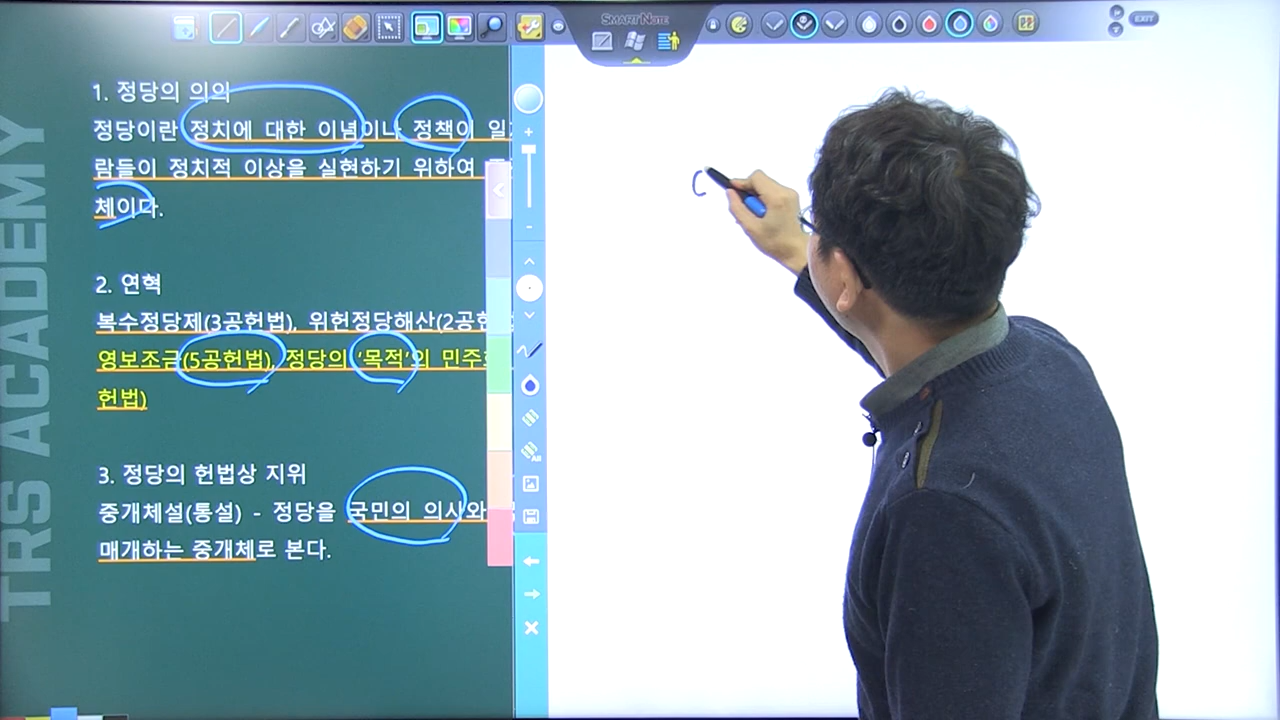 SMARTNOTE
EXIT
1. 정당의 의의
정당이란 정치에 대한 이념이나 정책이
람들이 정치적 이상을 실현하기 위하여
체이다.
2. 연혁
복수정당제(3공헌법), 위헌정당해산(2공헌
영보조금(5공헌법), 정당의 '목적'의 민주화
헌법)
3. 정당의 헌법상 지위
중개체설(통설) - 정당을 국민의 의사와
매개하는 중개체로 본다.
TRS ACADEMY
All